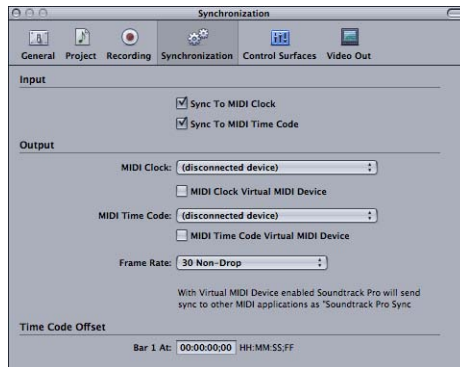 Synchronization
General Project Recording Synchronization Control Surfaces Video Out
Input
Sync To MIDI Clock
Sync To MIDI Time Code
Output
MIDI Clock: (disconnected device)
MIDI Clock Virtual MIDI Device
MIDI Time Code: (disconnected device)
MIDI Time Code Virtual MIDI Device
Frame Rate: 30 Non-Drop
With Virtual MIDI Device enabled Soundtrack Pro will send
sync to other MIDI applications as "Soundtrack Pro Sync
Time Code Offset
Bar 1 At: 00:00:00;00 HH:MM:SS;FF